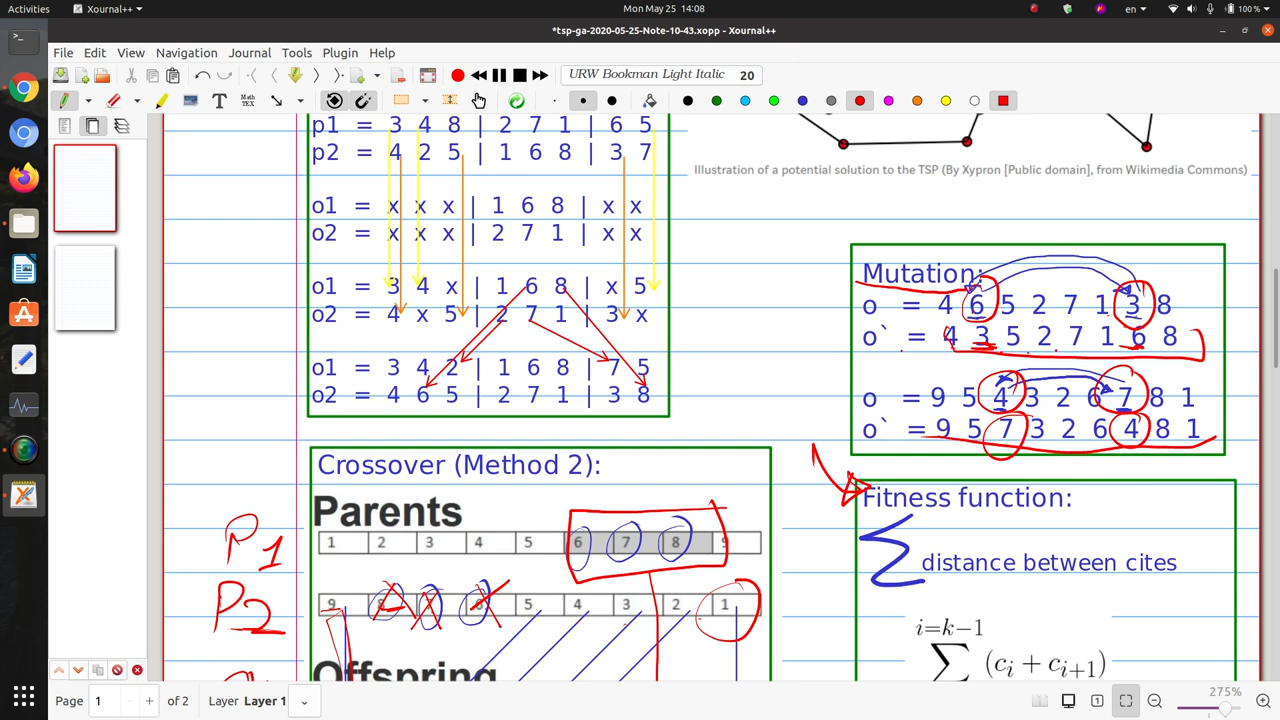 Activities
Xournal++
Mon May 25 14:08
en
100 %
*tsp-ga-2020-05-25-Note-10-43.xopp - Xournal++
File Edit View Navigation Journal Tools Plugin Help
URW Bookman Light Italic 20
p1 = 3 4 8 | 2 7 1 | 6 5
p2 = 4 2 5 | 1 6 8 | 3 7
o1 = x x x | 1 6 8 | x x
o2 = x x x | 2 7 1 | x x
o1 = 3 4 x | 1 6 8 | x 5
o2 = 4 x 5 | 2 7 1 | 3 x
o1 = 3 4 2 | 1 6 8 | 7 5
o2 = 4 6 5 | 2 7 1 | 3 8
Illustration of a potential solution to the TSP (By Xypron [Public domain], from Wikimedia Commons)
Mutation:
o = 4 6 5 2 7 1 3 8
o` = 4 3 5 2 7 1 6 8
o = 9 5 4 3 2 6 7 8 1
o` = 9 5 7 3 2 6 4 8 1
Crossover (Method 2):
Parents
P1
1 2 3 4 5 6 7 8 9
P2
9 8 7 6 5 4 3 2 1
Offspring
Fitness function:
Σ distance between cites
i=k−1
∑ (ci + ci+1)
Page 1 of 2 Layer Layer 1
275%